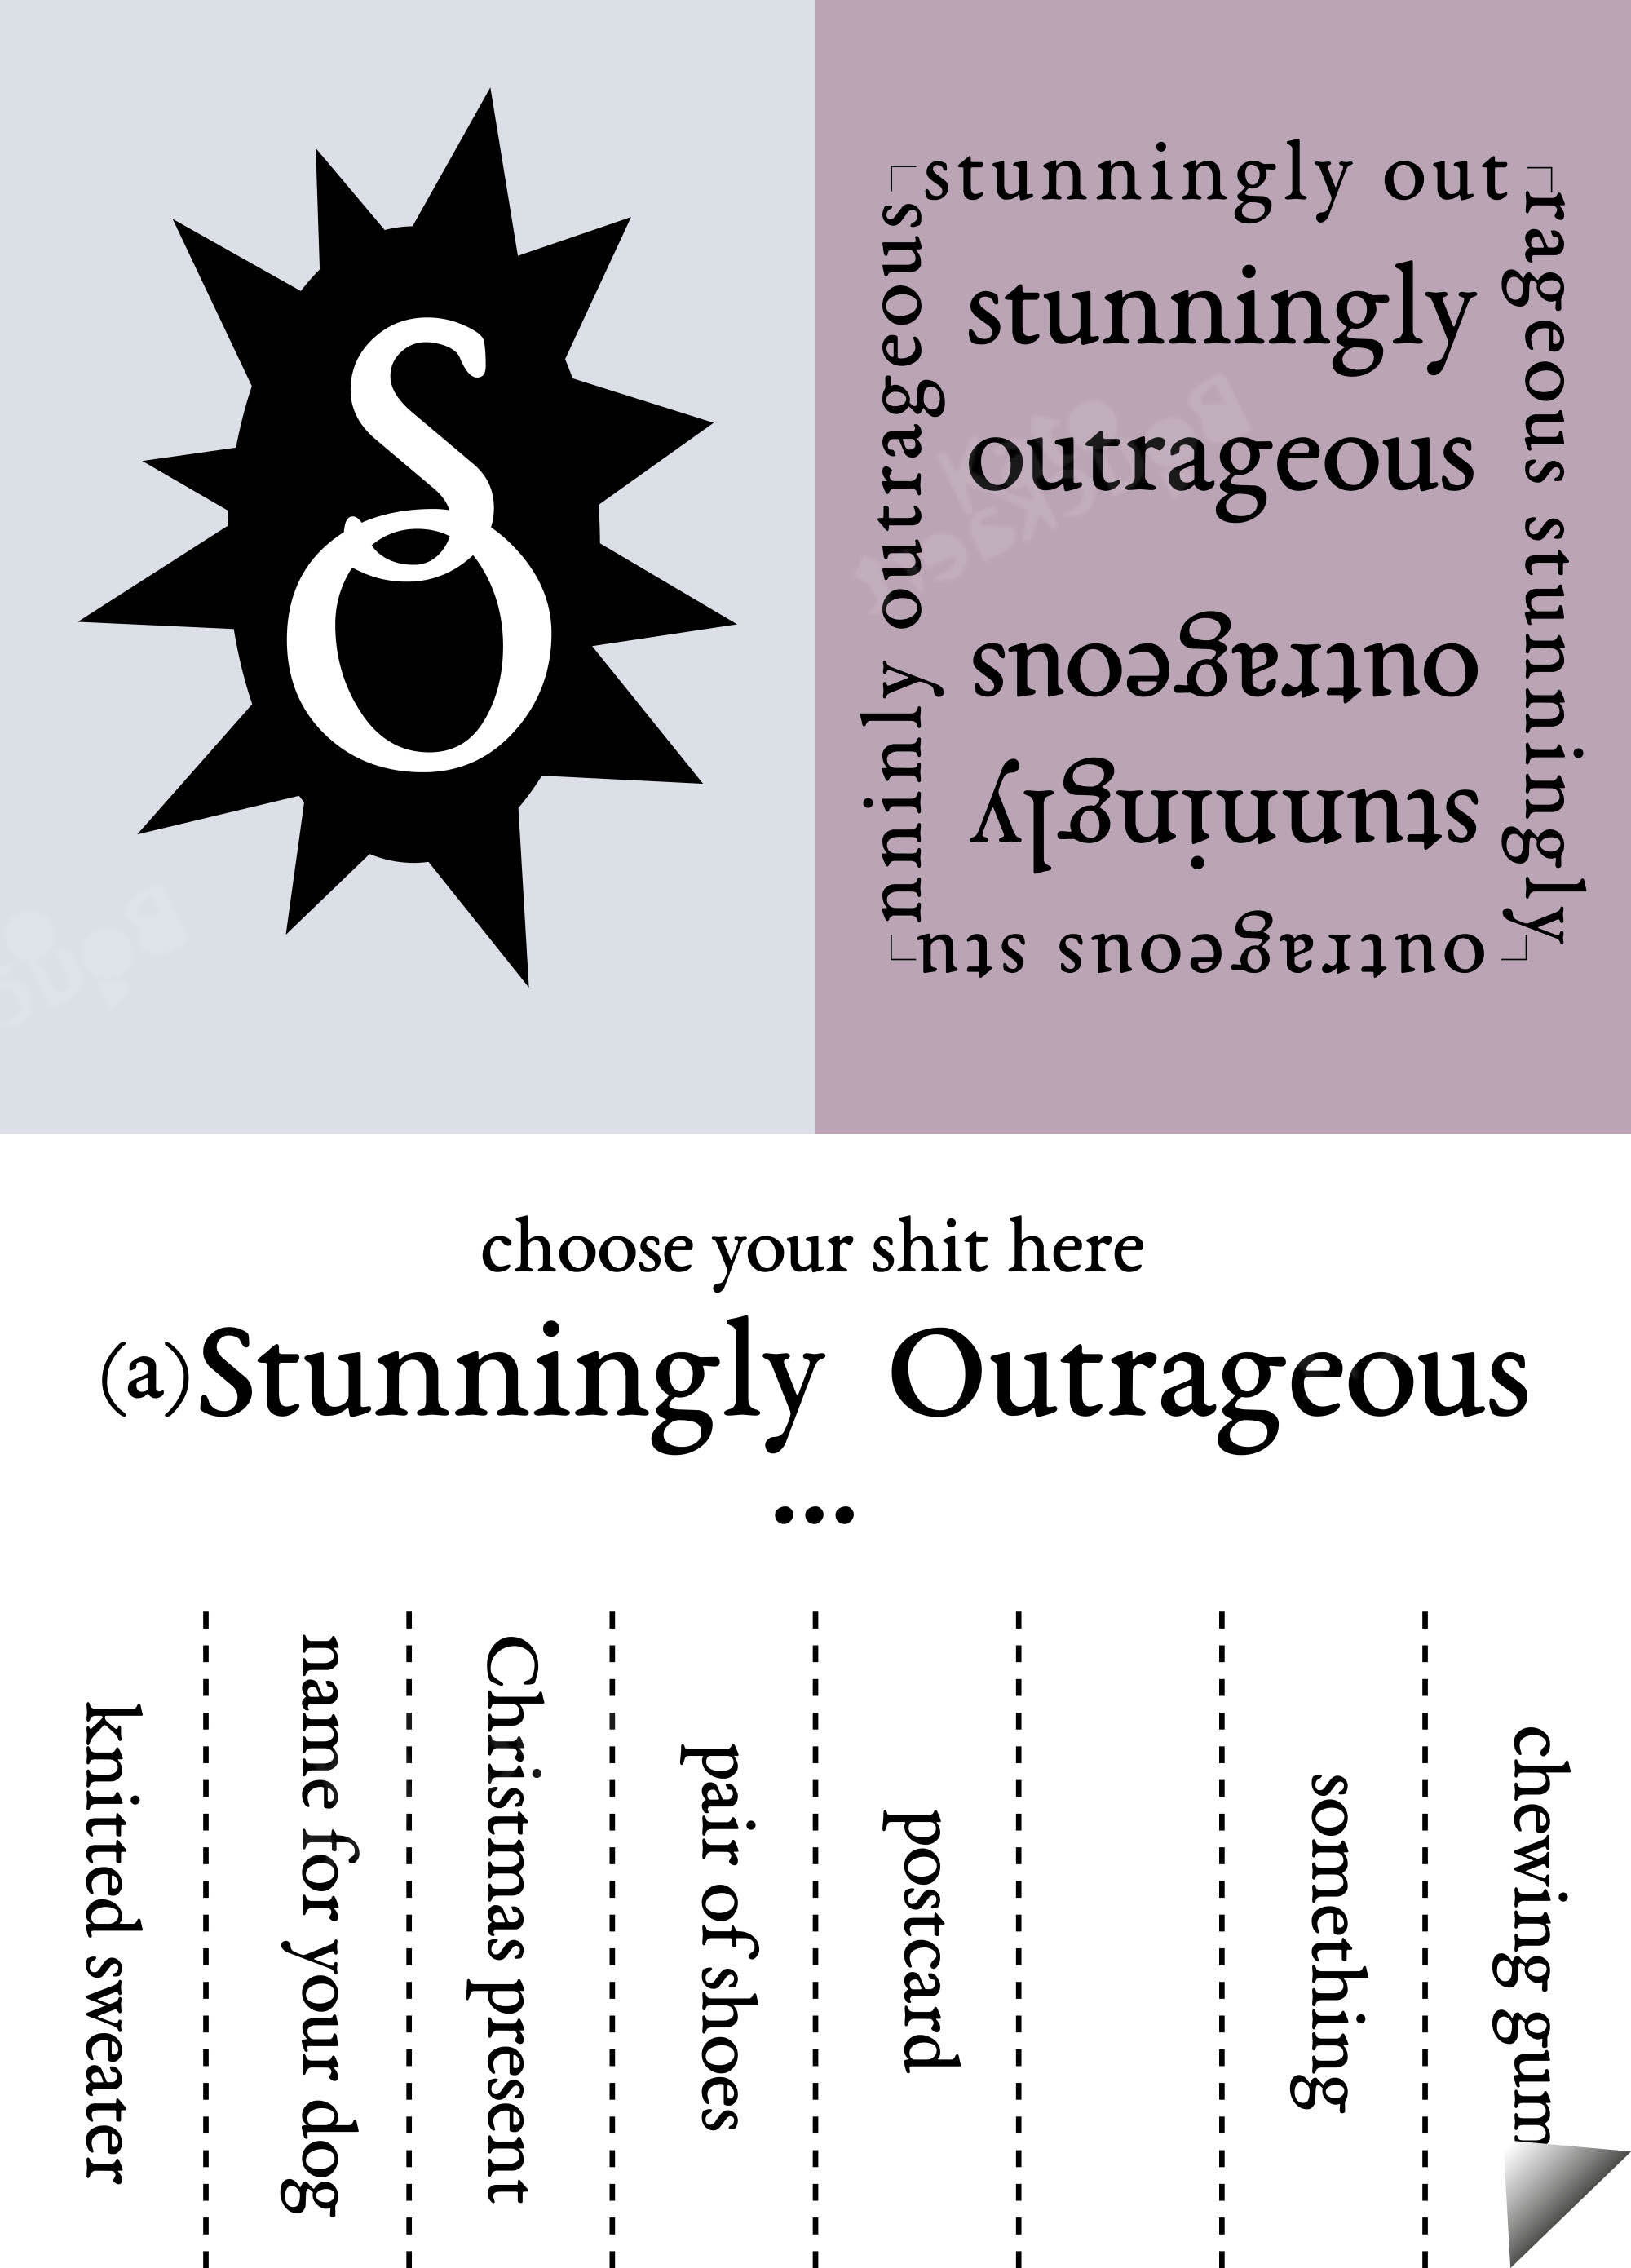 SO
stunningly out
rageous stunningly
outrageous stu
nninly outrageous
stunningly
outrageous
outrageous
stunningly
choose your shit here
(a) Stunningly Outrageous
...
knitted sweater
name for your dog
Christmas present
pair of shoes
postcard
something
chewing gum